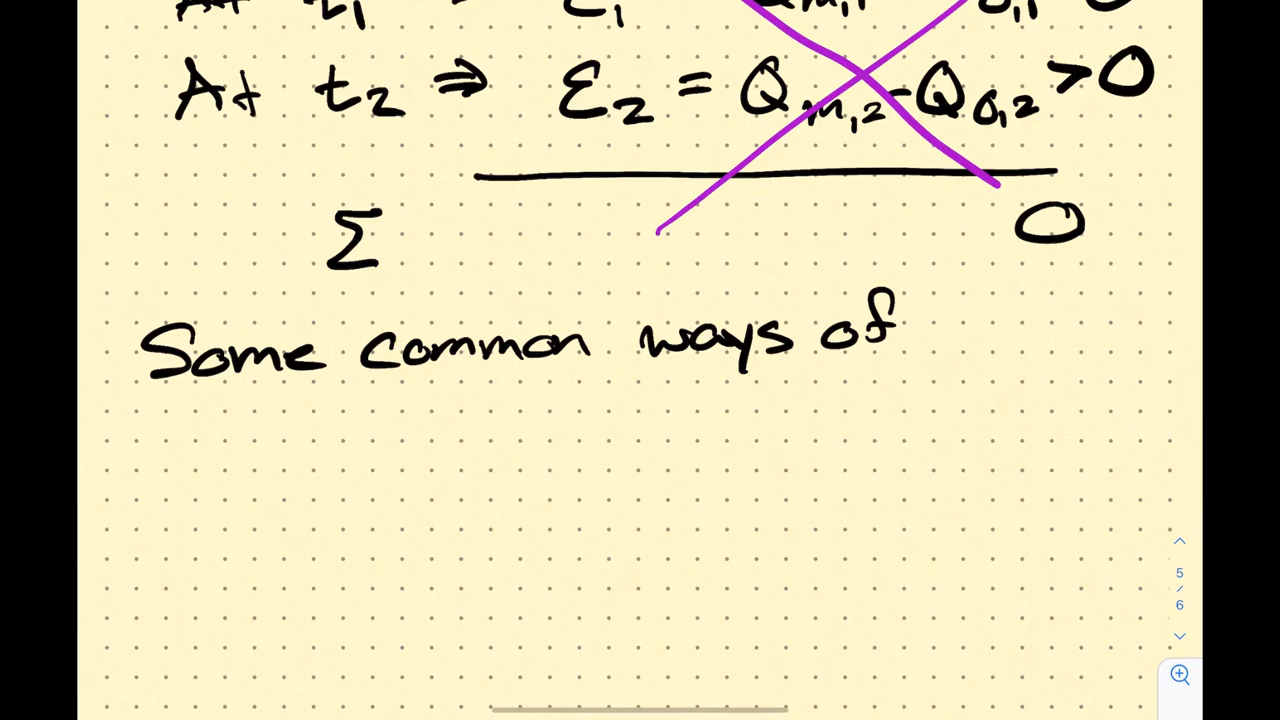 At t₂ ⇒ ε₂ = Qₘ,₂ - Q₀,₂ > 0
Σ 0
Some common ways of
5
/
6